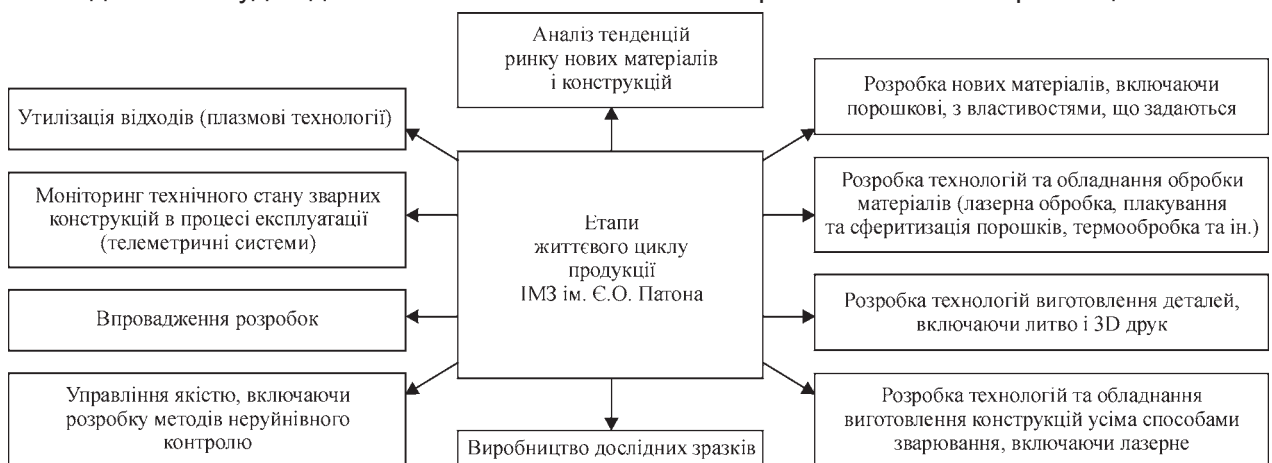 Аналіз тенденцій
ринку нових матеріалів
і конструкцій
Утилізація відходів (плазмові технології)
Моніторинг технічного стану зварних
конструкцій в процесі експлуатації
(телеметричні системи)
Впровадження розробок
Управління якістю, включаючи
розробку методів неруйнівного
контролю
Етапи
життєвого циклу
продукції
ІМЗ ім. Є.О. Патона
Виробництво дослідних зразків
Розробка нових матеріалів, включаючи
порошкові, з властивостями, що задаються
Розробка технологій та обладнання обробки
матеріалів (лазерна обробка, плакування
та сферитизація порошків, термообробка та ін.)
Розробка технологій виготовлення деталей,
включаючи литво і 3D друк
Розробка технологій та обладнання
виготовлення конструкцій усіма способами
зварювання, включаючи лазерне